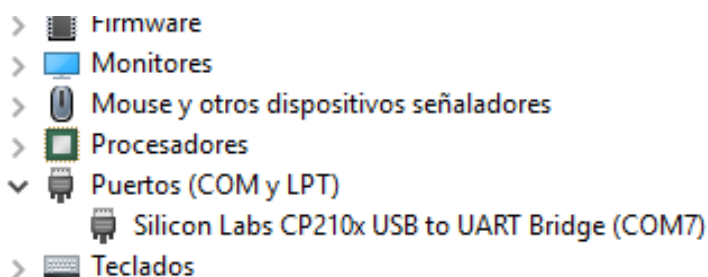 Firmware
Monitores
Mouse y otros dispositivos señaladores
Procesadores
Puertos (COM y LPT)
Silicon Labs CP210x USB to UART Bridge (COM7)
Teclados